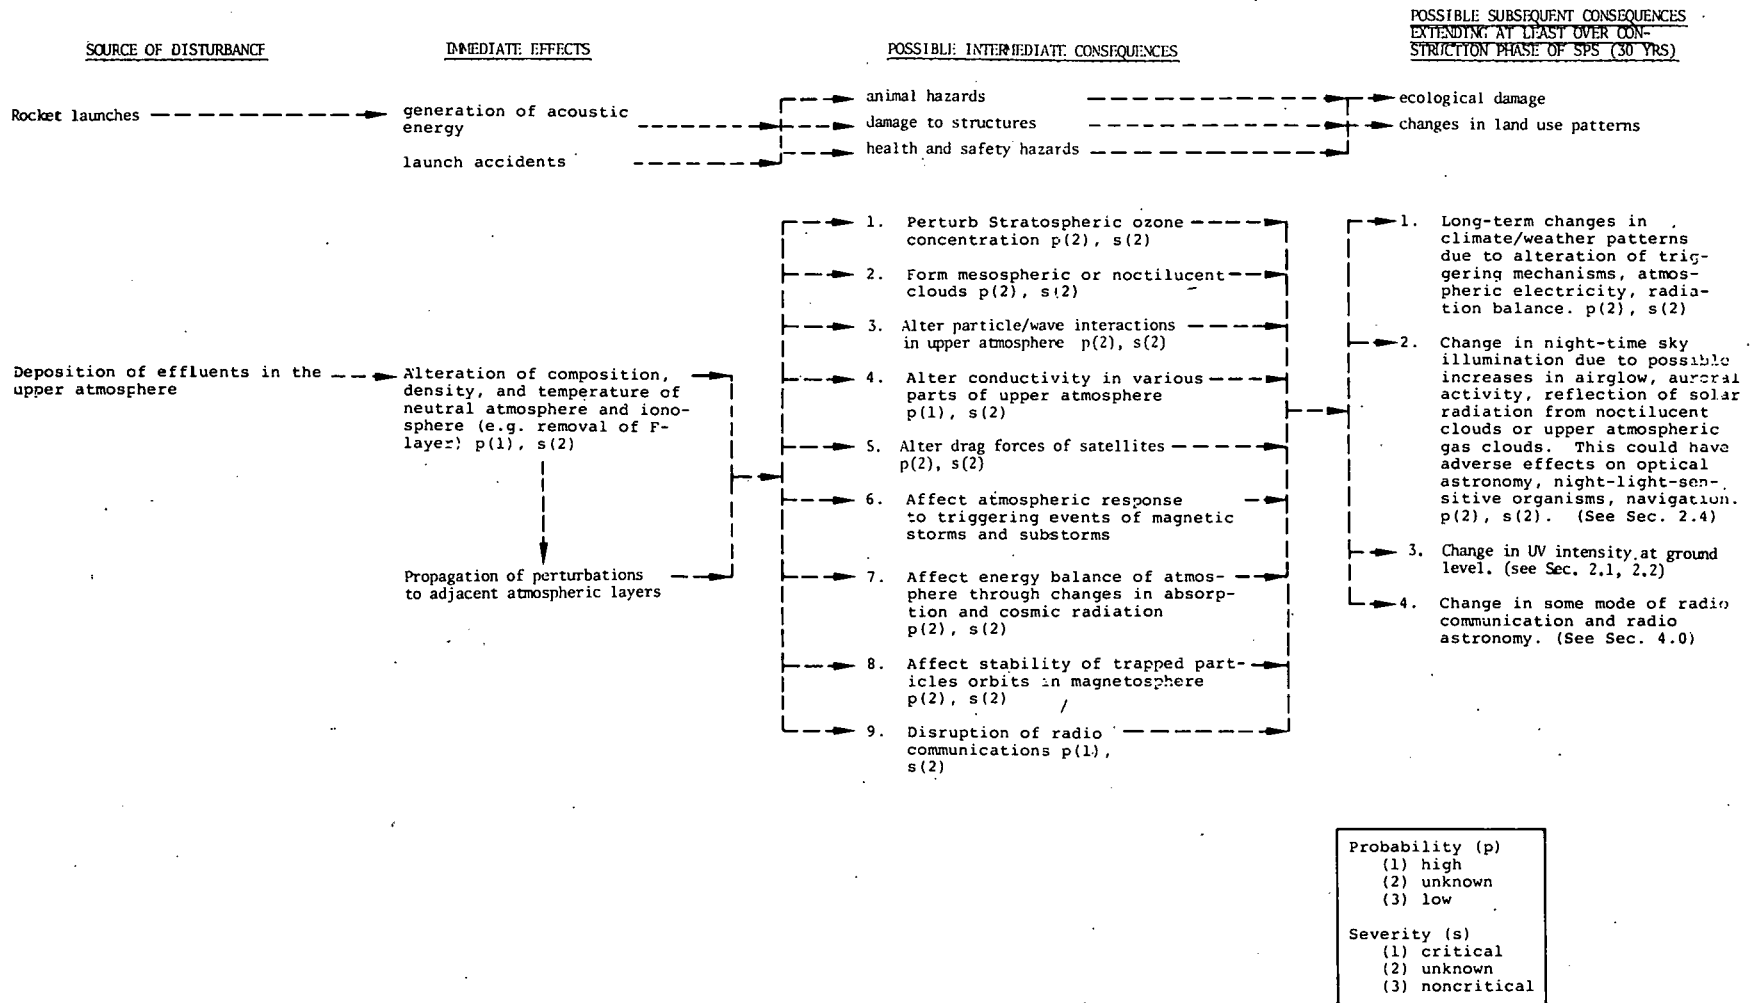 SOURCE OF DISTURBANCE
IMMEDIATE EFFECTS
POSSIBLE INTERMEDIATE CONSEQUENCES
POSSIBLE SUBSEQUENT CONSEQUENCES
EXTENDING AT LEAST OVER CON-
STRUCTION PHASE OF SPS (30 YRS)
Rocket launches
generation of acoustic
energy
launch accidents
animal hazards
damage to structures
health and safety hazards
ecological damage
changes in land use patterns
Deposition of effluents in the
upper atmosphere
Alteration of composition,
density, and temperature of
neutral atmosphere and iono-
sphere (e.g. removal of F-
layer) p(1), s(2)
Propagation of perturbations
to adjacent atmospheric layers
1. Perturb Stratospheric ozone
concentration p(2), s(2)
2. Form mesospheric or noctilucent
clouds p(2), s(2)
3. Alter particle/wave interactions
in upper atmosphere p(2), s(2)
4. Alter conductivity in various
parts of upper atmosphere
p(1), s(2)
5. Alter drag forces of satellites
p(2), s(2)
6. Affect atmospheric response
to triggering events of magnetic
storms and substorms
7. Affect energy balance of atmos-
phere through changes in absorp-
tion and cosmic radiation
p(2), s(2)
8. Affect stability of trapped part-
icles orbits in magnetosphere
p(2), s(2)
9. Disruption of radio
communications p(1),
s(2)
1. Long-term changes in
climate/weather patterns
due to alteration of trig-
gering mechanisms, atmos-
pheric electricity, radia-
tion balance. p(2), s(2)
2. Change in night-time sky
illumination due to possible
increases in airglow, auroral
activity, reflection of solar
radiation from noctilucent
clouds or upper atmospheric
gas clouds. This could have
adverse effects on optical
astronomy, night-light-sen-
sitive organisms, navigation.
p(2), s(2). (See Sec. 2.4)
3. Change in UV intensity at ground
level. (see Sec. 2.1, 2.2)
4. Change in some mode of radio
communication and radio
astronomy. (See Sec. 4.0)
Probability (p)
(1) high
(2) unknown
(3) low
Severity (s)
(1) critical
(2) unknown
(3) noncritical